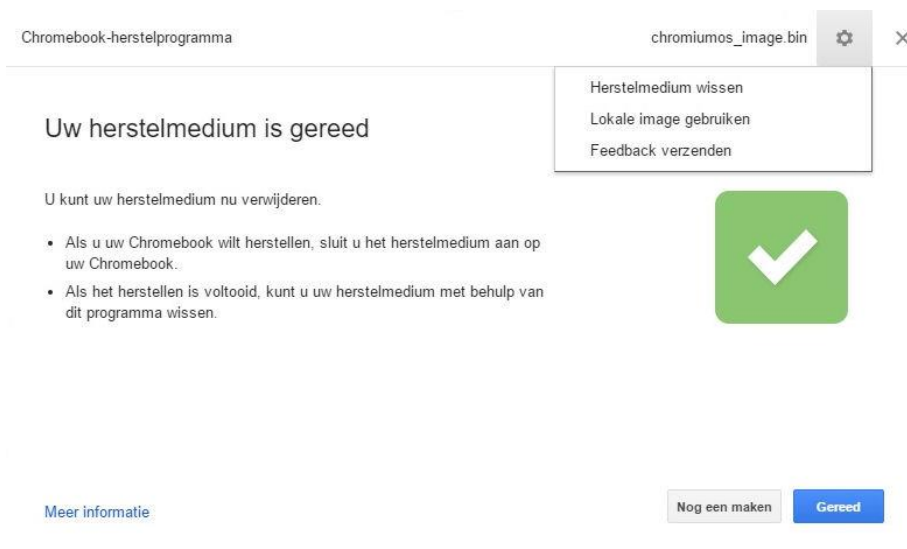 Chromebook-herstelprogramma
chromiumos_image.bin
Herstelmedium wissen
Lokale image gebruiken
Feedback verzenden
Uw herstelmedium is gereed
U kunt uw herstelmedium nu verwijderen.
• Als u uw Chromebook wilt herstellen, sluit u het herstelmedium aan op
uw Chromebook.
• Als het herstellen is voltooid, kunt u uw herstelmedium met behulp van
dit programma wissen.
Meer informatie
Nog een maken
Gereed